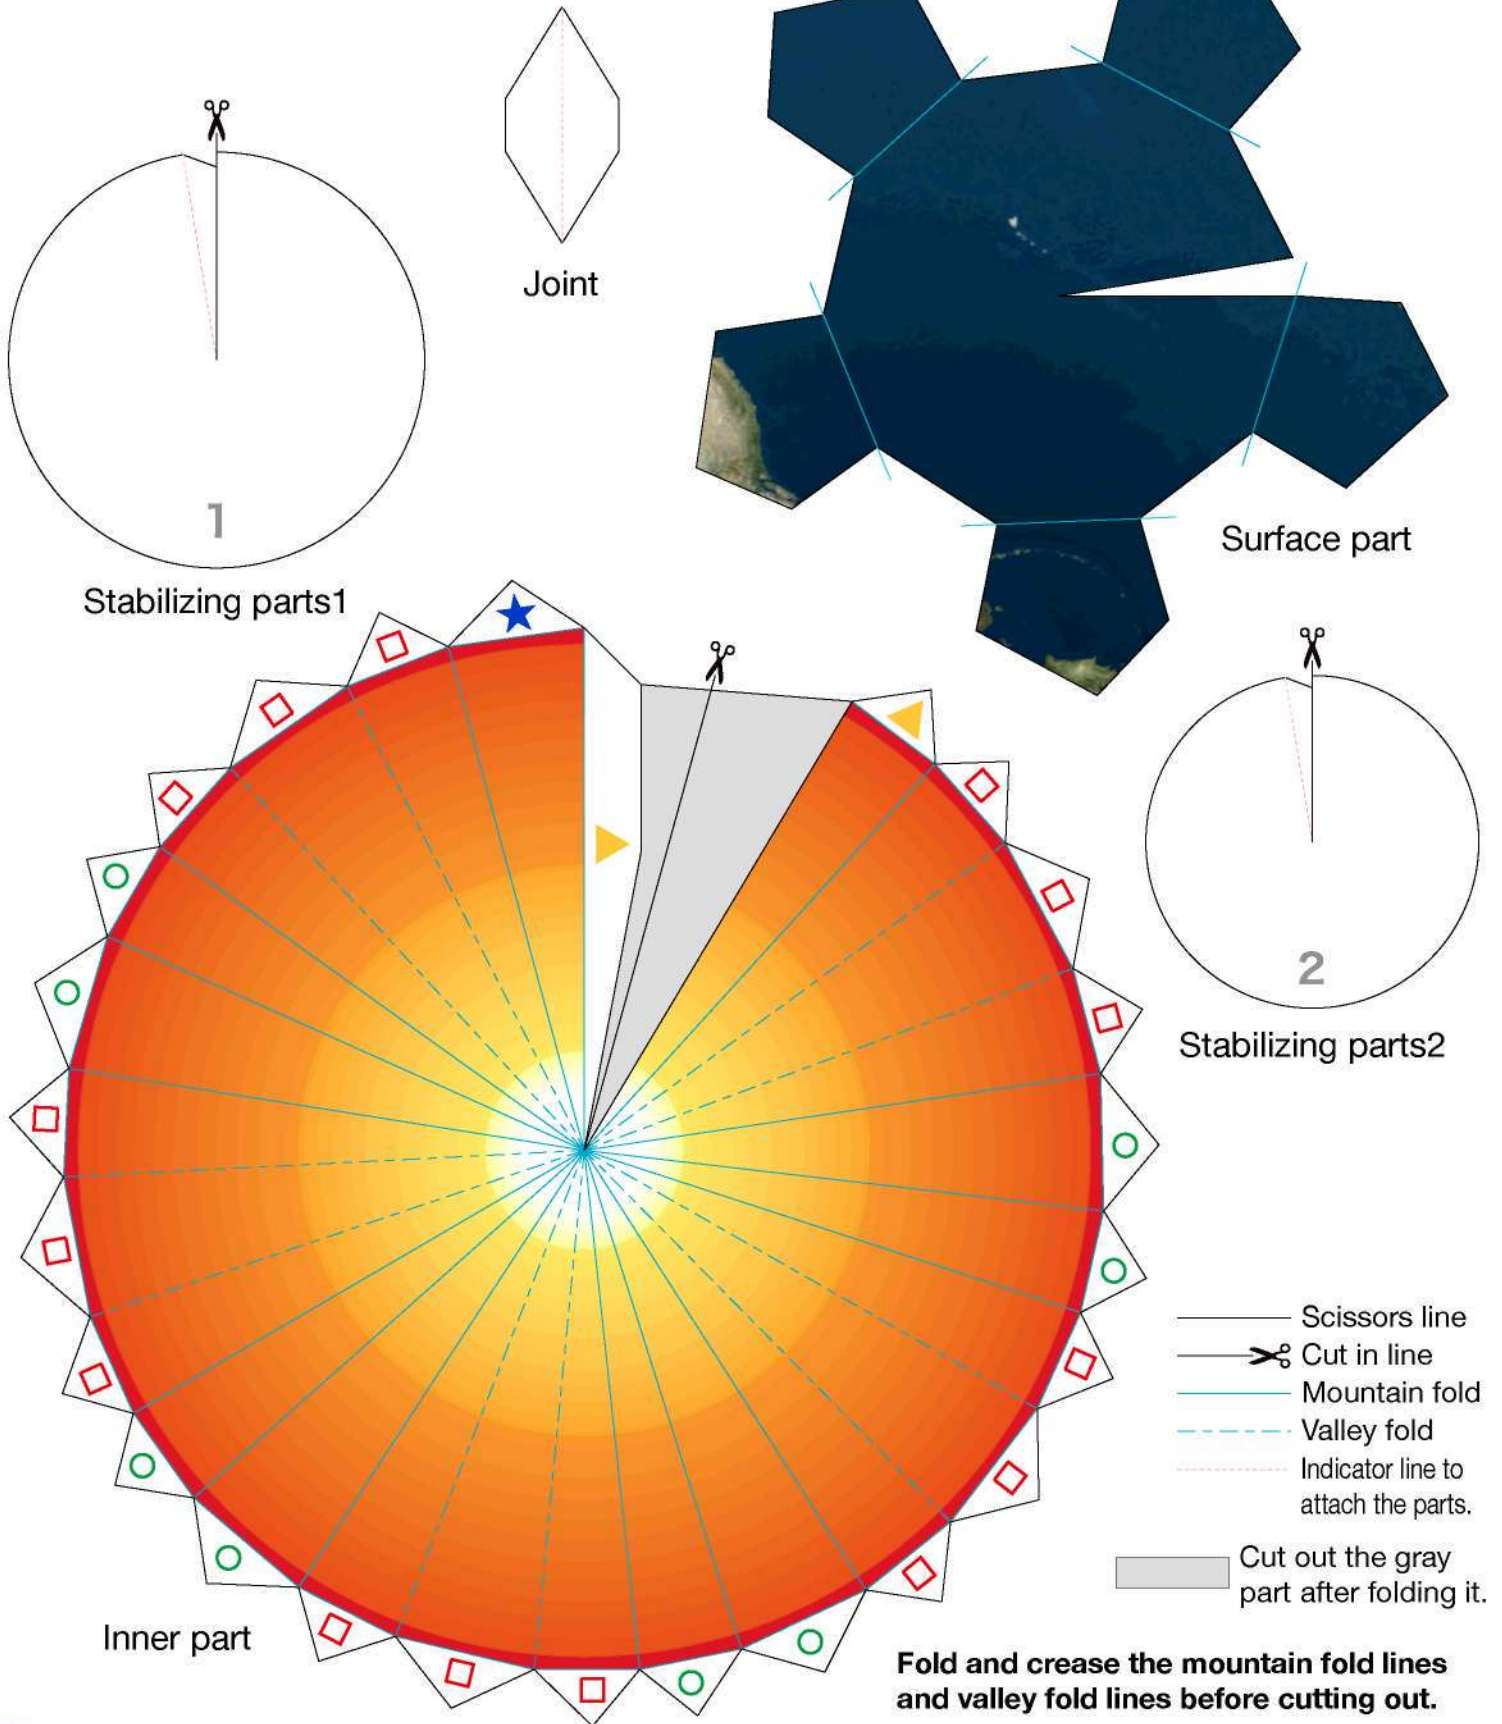 Joint
1
Surface part
Stabilizing parts1
2
Stabilizing parts2
Scissors line
Cut in line
Mountain fold
Valley fold
Indicator line to
attach the parts.
Cut out the gray
part after folding it.
Inner part
Fold and crease the mountain fold lines
and valley fold lines before cutting out.